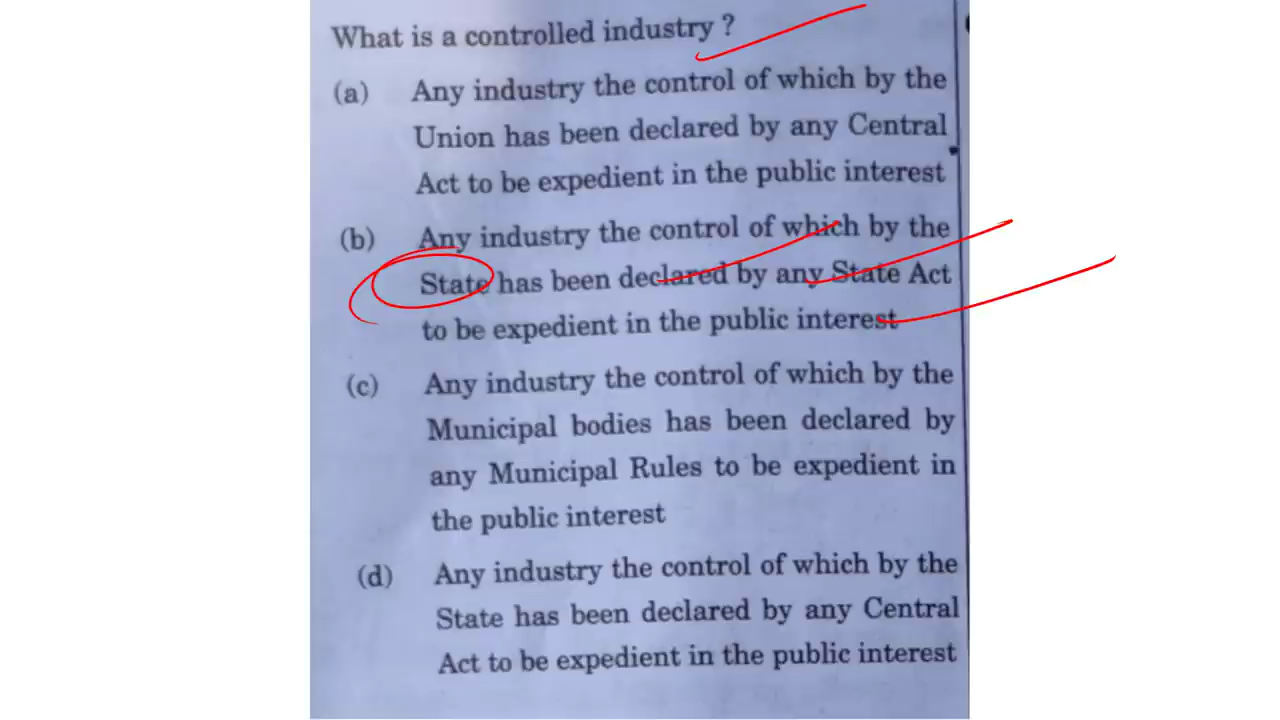 What is a controlled industry ?
(a) Any industry the control of which by the
Union has been declared by any Central
Act to be expedient in the public interest
(b) Any industry the control of which by the
State has been declared by any State Act
to be expedient in the public interest
(c) Any industry the control of which by the
Municipal bodies has been declared by
any Municipal Rules to be expedient in
the public interest
(d) Any industry the control of which by the
State has been declared by any Central
Act to be expedient in the public interest